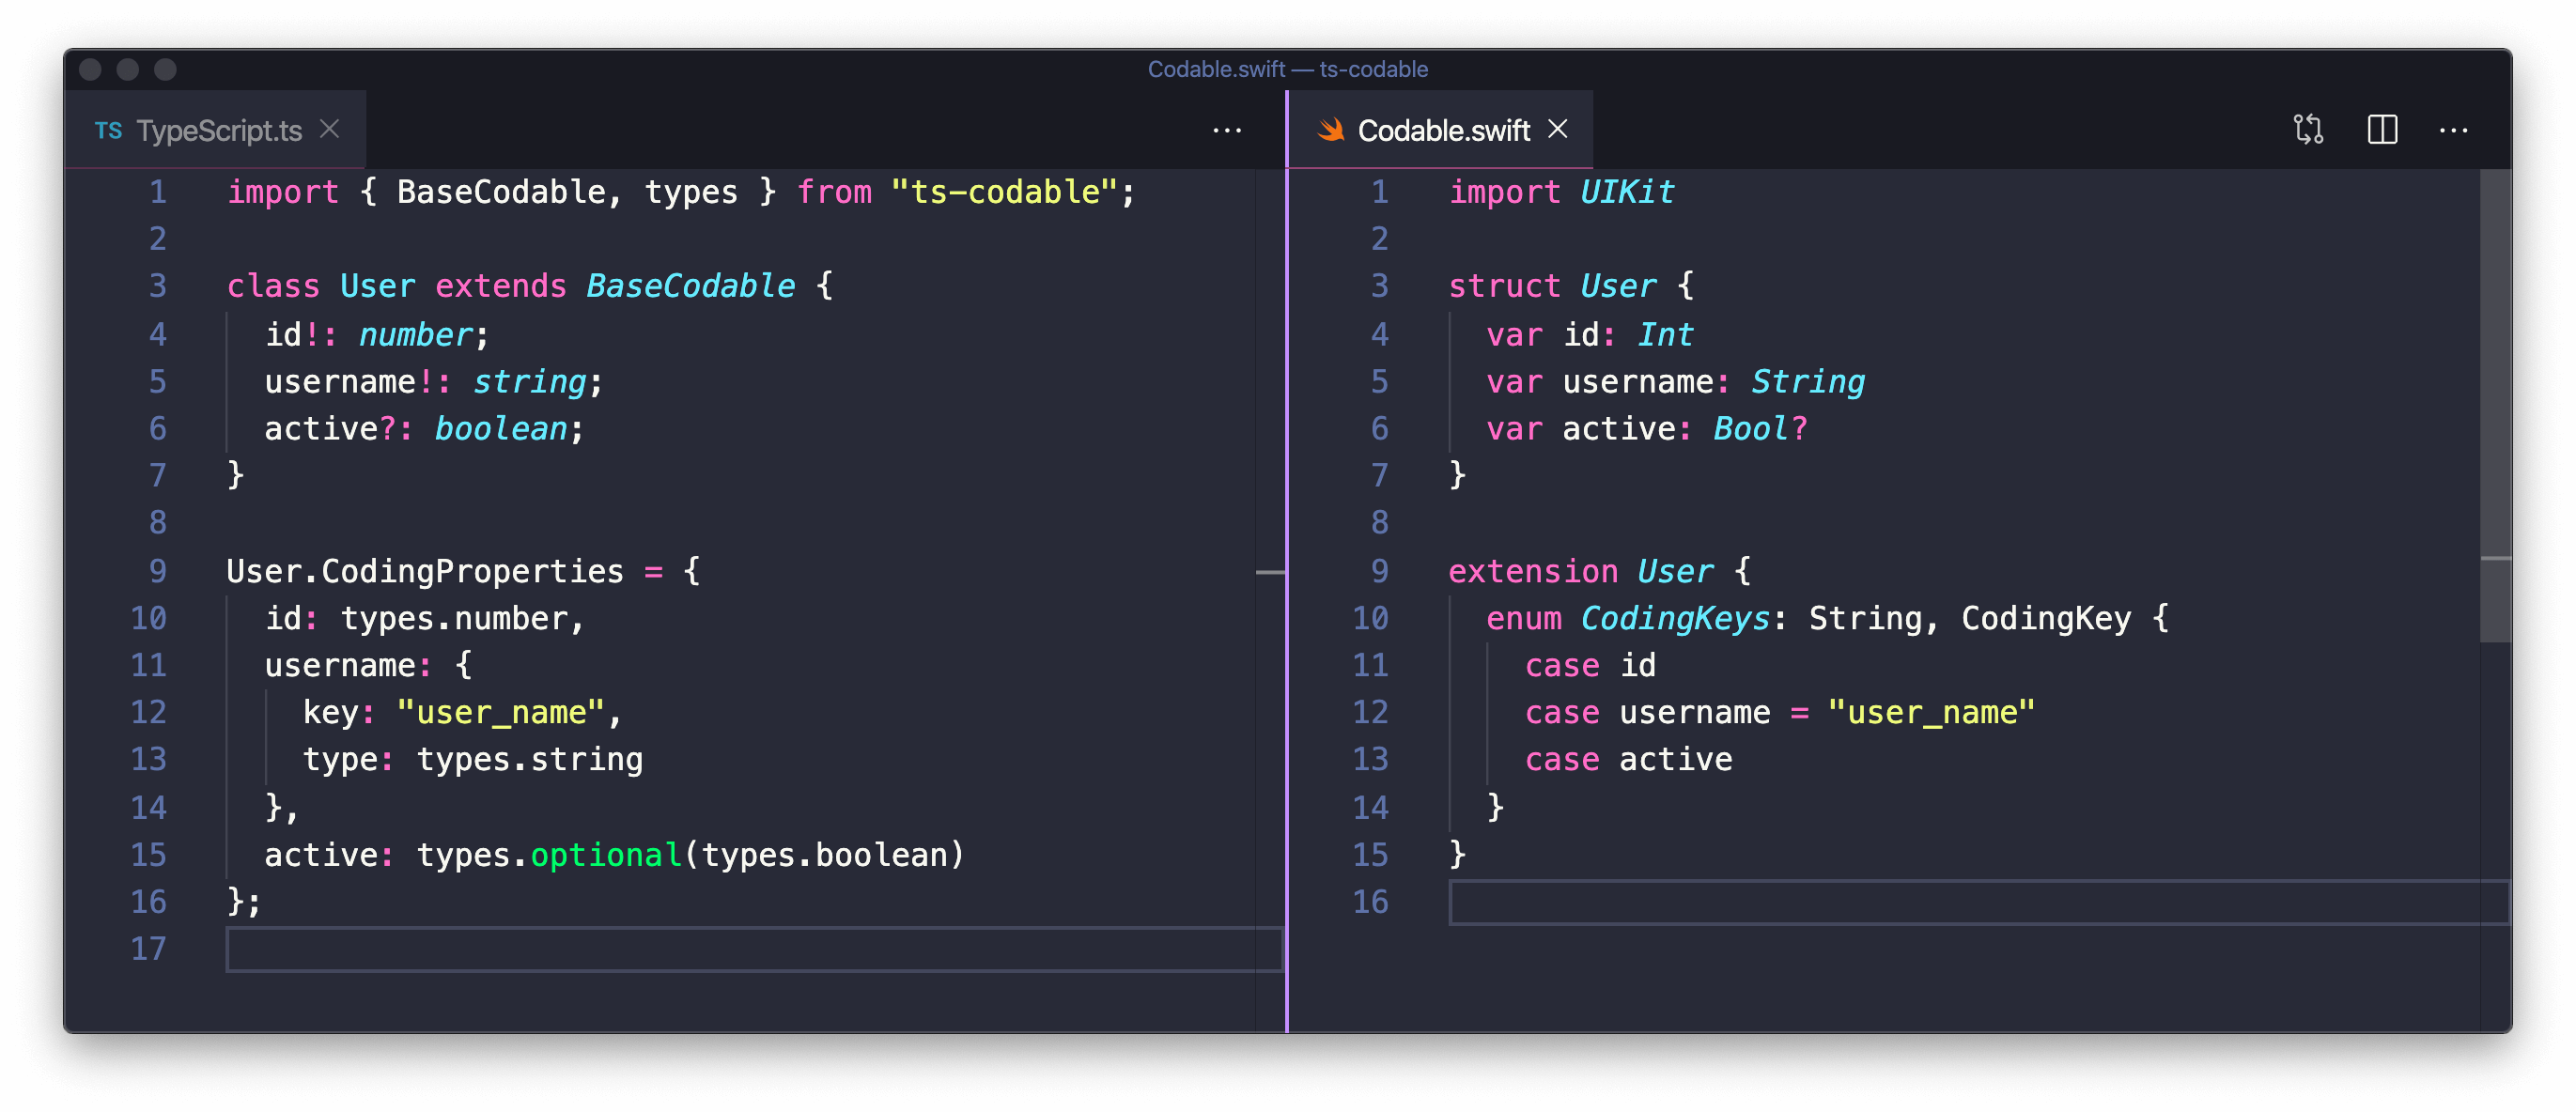 Codable.swift — ts-codable
TS TypeScript.ts
1 import { BaseCodable, types } from "ts-codable";
2
3 class User extends BaseCodable {
4   id!: number;
5   username!: string;
6   active?: boolean;
7 }
8
9 User.CodingProperties = {
10   id: types.number,
11   username: {
12     key: "user_name",
13     type: types.string
14   },
15   active: types.optional(types.boolean)
16 };
17
Codable.swift
1 import UIKit
2
3 struct User {
4   var id: Int
5   var username: String
6   var active: Bool?
7 }
8
9 extension User {
10   enum CodingKeys: String, CodingKey {
11     case id
12     case username = "user_name"
13     case active
14   }
15 }
16